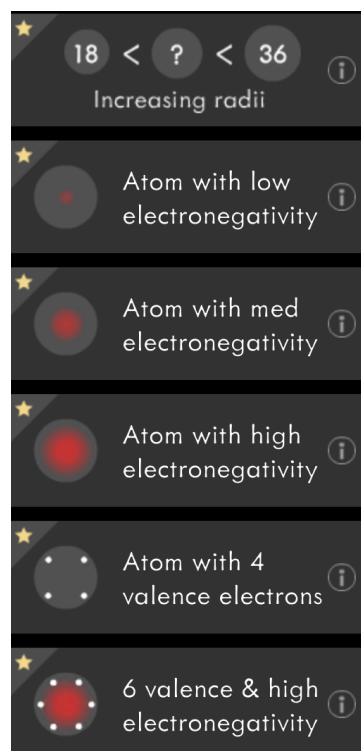 18 < ? < 36
Increasing radii
i
Atom with low
electronegativity
i
Atom with med
electronegativity
i
Atom with high
electronegativity
i
Atom with 4
valence electrons
i
6 valence & high
electronegativity
i